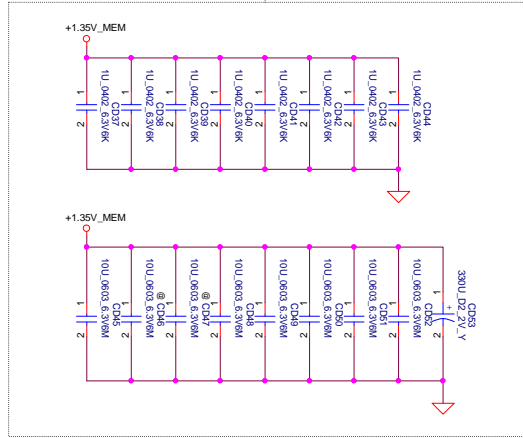 +1.35V_MEM
1
2
1U_0402_6.3V6K
CD37
1
2
1U_0402_6.3V6K
CD38
1
2
1U_0402_6.3V6K
CD39
1
2
1U_0402_6.3V6K
CD40
1
2
1U_0402_6.3V6K
CD41
1
2
1U_0402_6.3V6K
CD42
1
2
1U_0402_6.3V6K
CD43
1
2
1U_0402_6.3V6K
CD44
+1.35V_MEM
1
2
10U_0603_6.3V6M
CD45
1
2
10U_0603_6.3V6M
CD46
@
1
2
10U_0603_6.3V6M
CD47
@
1
2
10U_0603_6.3V6M
CD48
1
2
10U_0603_6.3V6M
CD49
1
2
10U_0603_6.3V6M
CD50
1
2
10U_0603_6.3V6M
CD51
1
2
10U_0603_6.3V6M
CD52
1
+
2
330U_D2_2V_Y
CD53